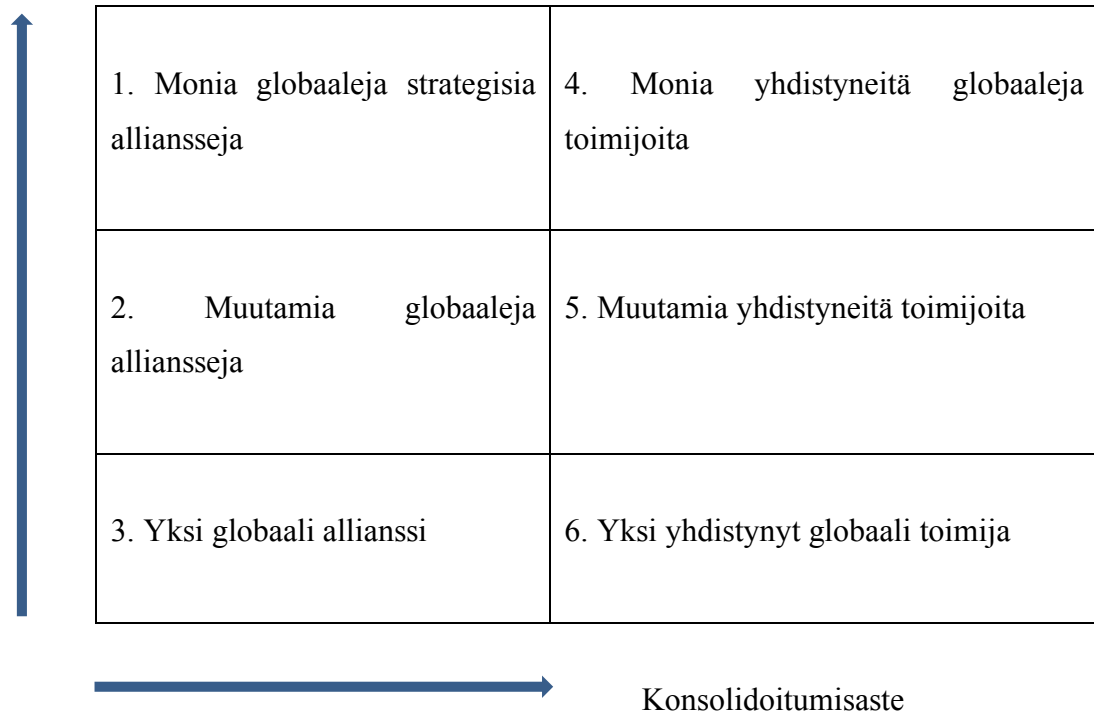 1. Monia globaaleja strategisia
alliansseja
4. Monia yhdistyneitä globaaleja
toimijoita
2. Muutamia globaaleja
alliansseja
5. Muutamia yhdistyneitä toimijoita
3. Yksi globaali allianssi
6. Yksi yhdistynyt globaali toimija
Konsolidoitumisaste